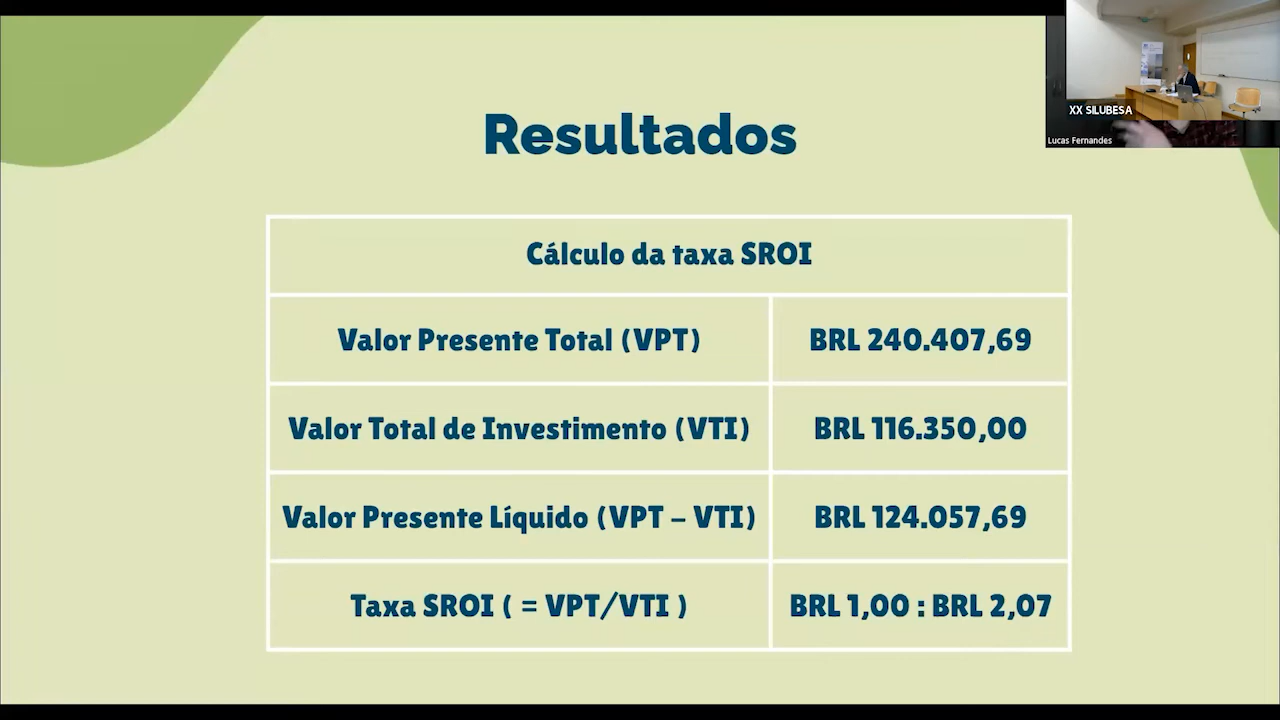 XX SILUBESA
Lucas Fernandes
Resultados
Cálculo da taxa SROI
Valor Presente Total (VPT) BRL 240.407,69
Valor Total de Investimento (VTI) BRL 116.350,00
Valor Presente Líquido (VPT – VTI) BRL 124.057,69
Taxa SROI ( = VPT/VTI ) BRL 1,00 : BRL 2,07